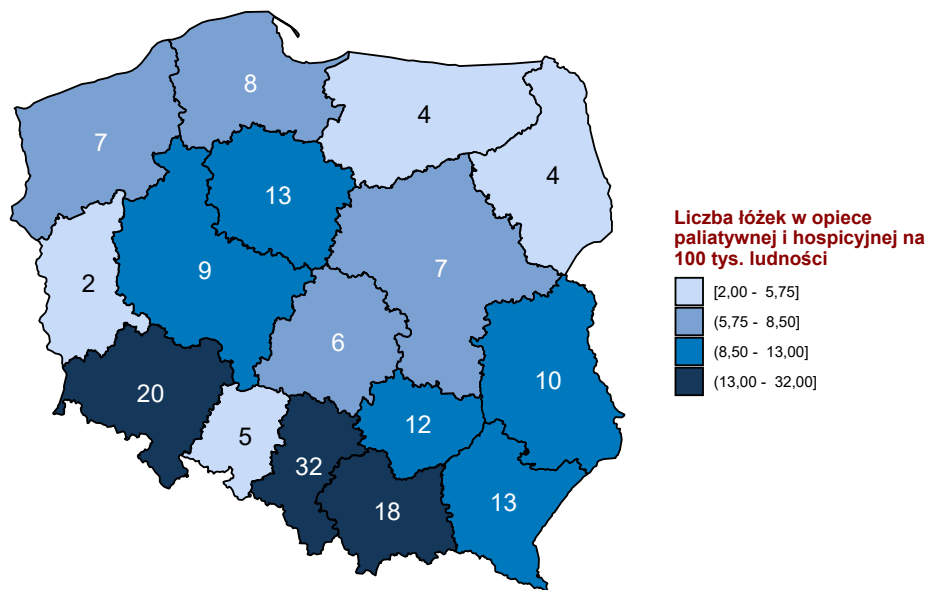 8
4
7
4
13
9
7
2
6
10
20
12
5
32
13
18
Liczba łóżek w opiece
paliatywnej i hospicyjnej na
100 tys. ludności
[2,00 - 5,75]
(5,75 - 8,50]
(8,50 - 13,00]
(13,00 - 32,00]